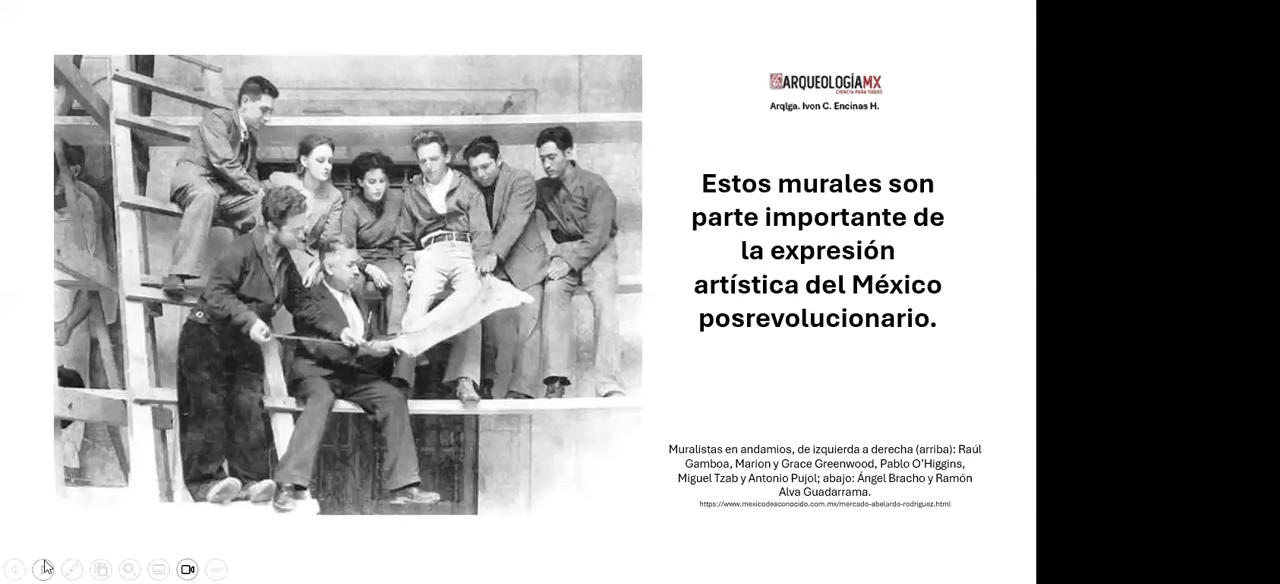 ARQUEOLOGÍAMX
CIENCIA PARA TODOS
Arqlga. Ivon C. Encinas H.
Estos murales son
parte importante de
la expresión
artística del México
posrevolucionario.
Muralistas en andamios, de izquierda a derecha (arriba): Raúl
Gamboa, Marion y Grace Greenwood, Pablo O'Higgins,
Miguel Tzab y Antonio Pujol; abajo: Ángel Bracho y Ramón
Alva Guadarrama.
https://www.mexicodesconocido.com.mx/mercado-abelardo-rodriguez.html